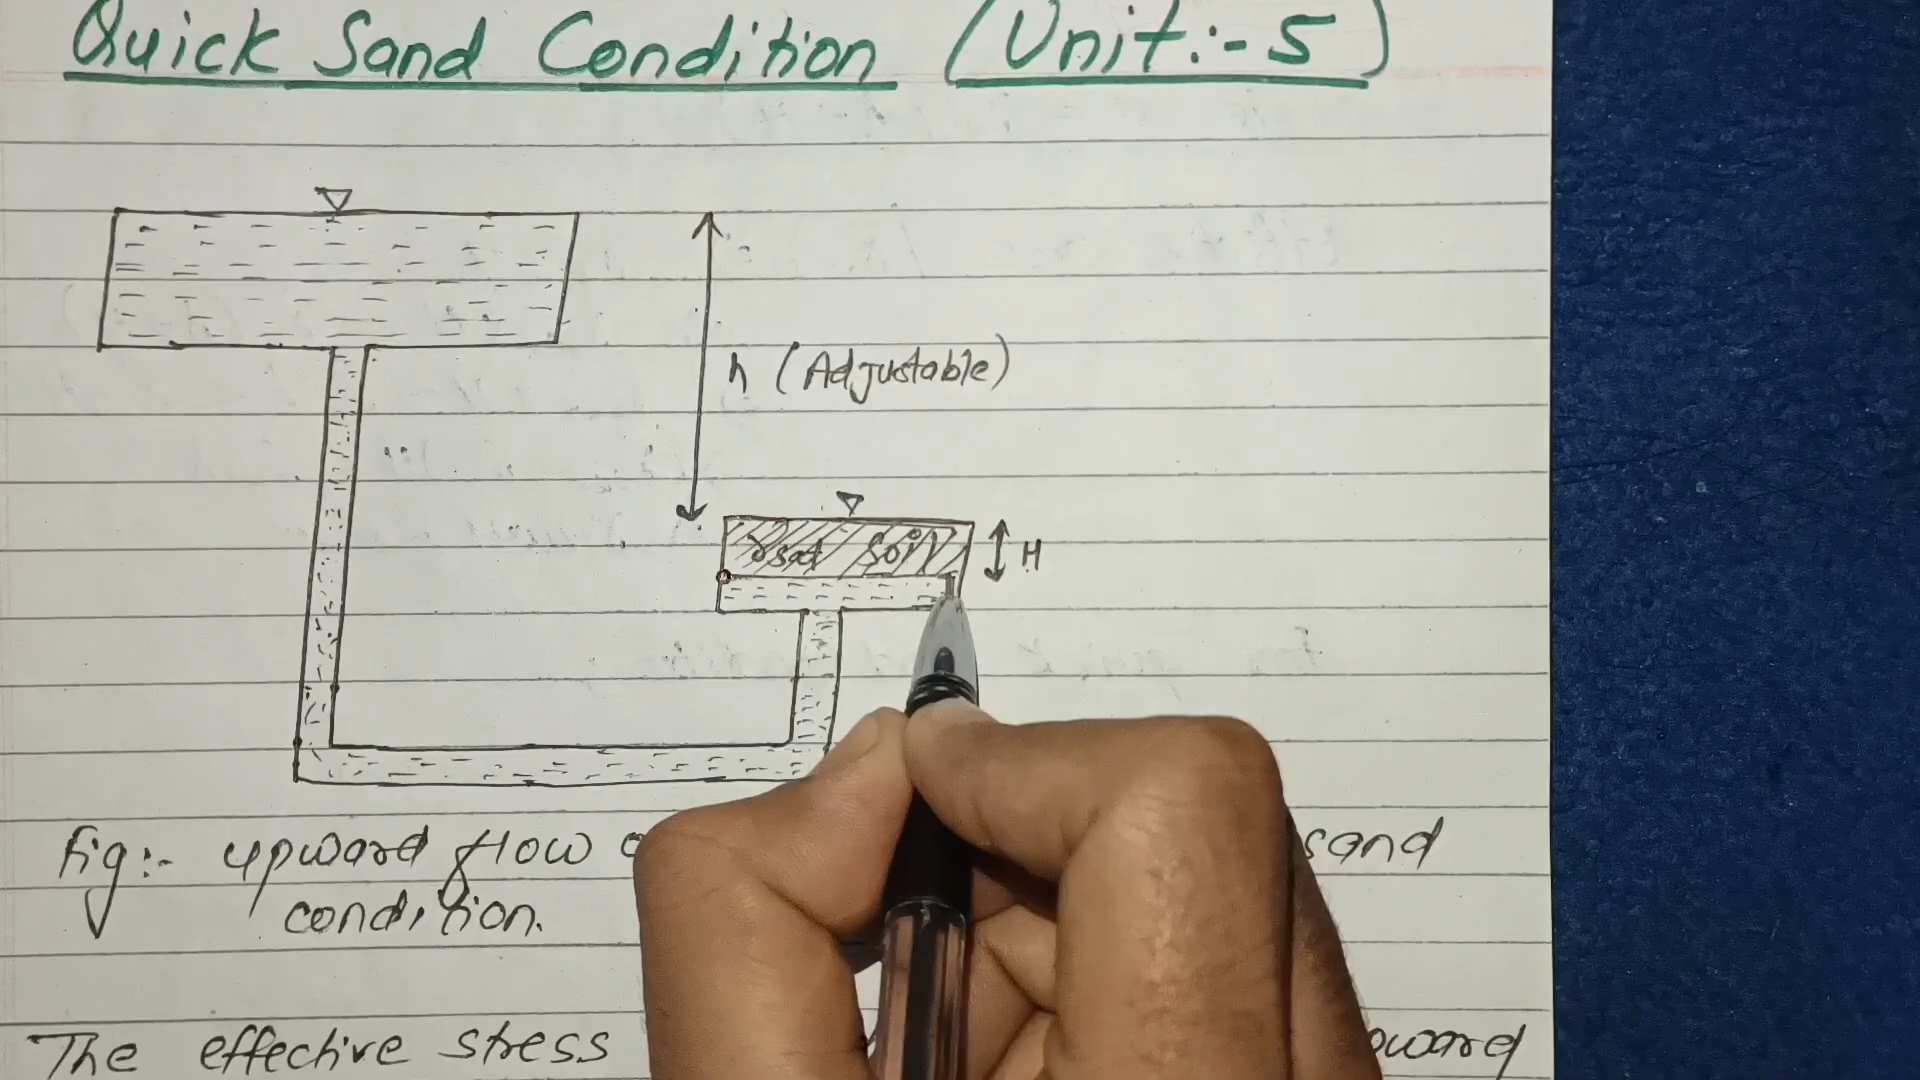 Quick Sand Condition (Unit:- 5)
h (Adjustable)
γsat Soil
H
Fig:- upward flow sand
condition.
The effective stress